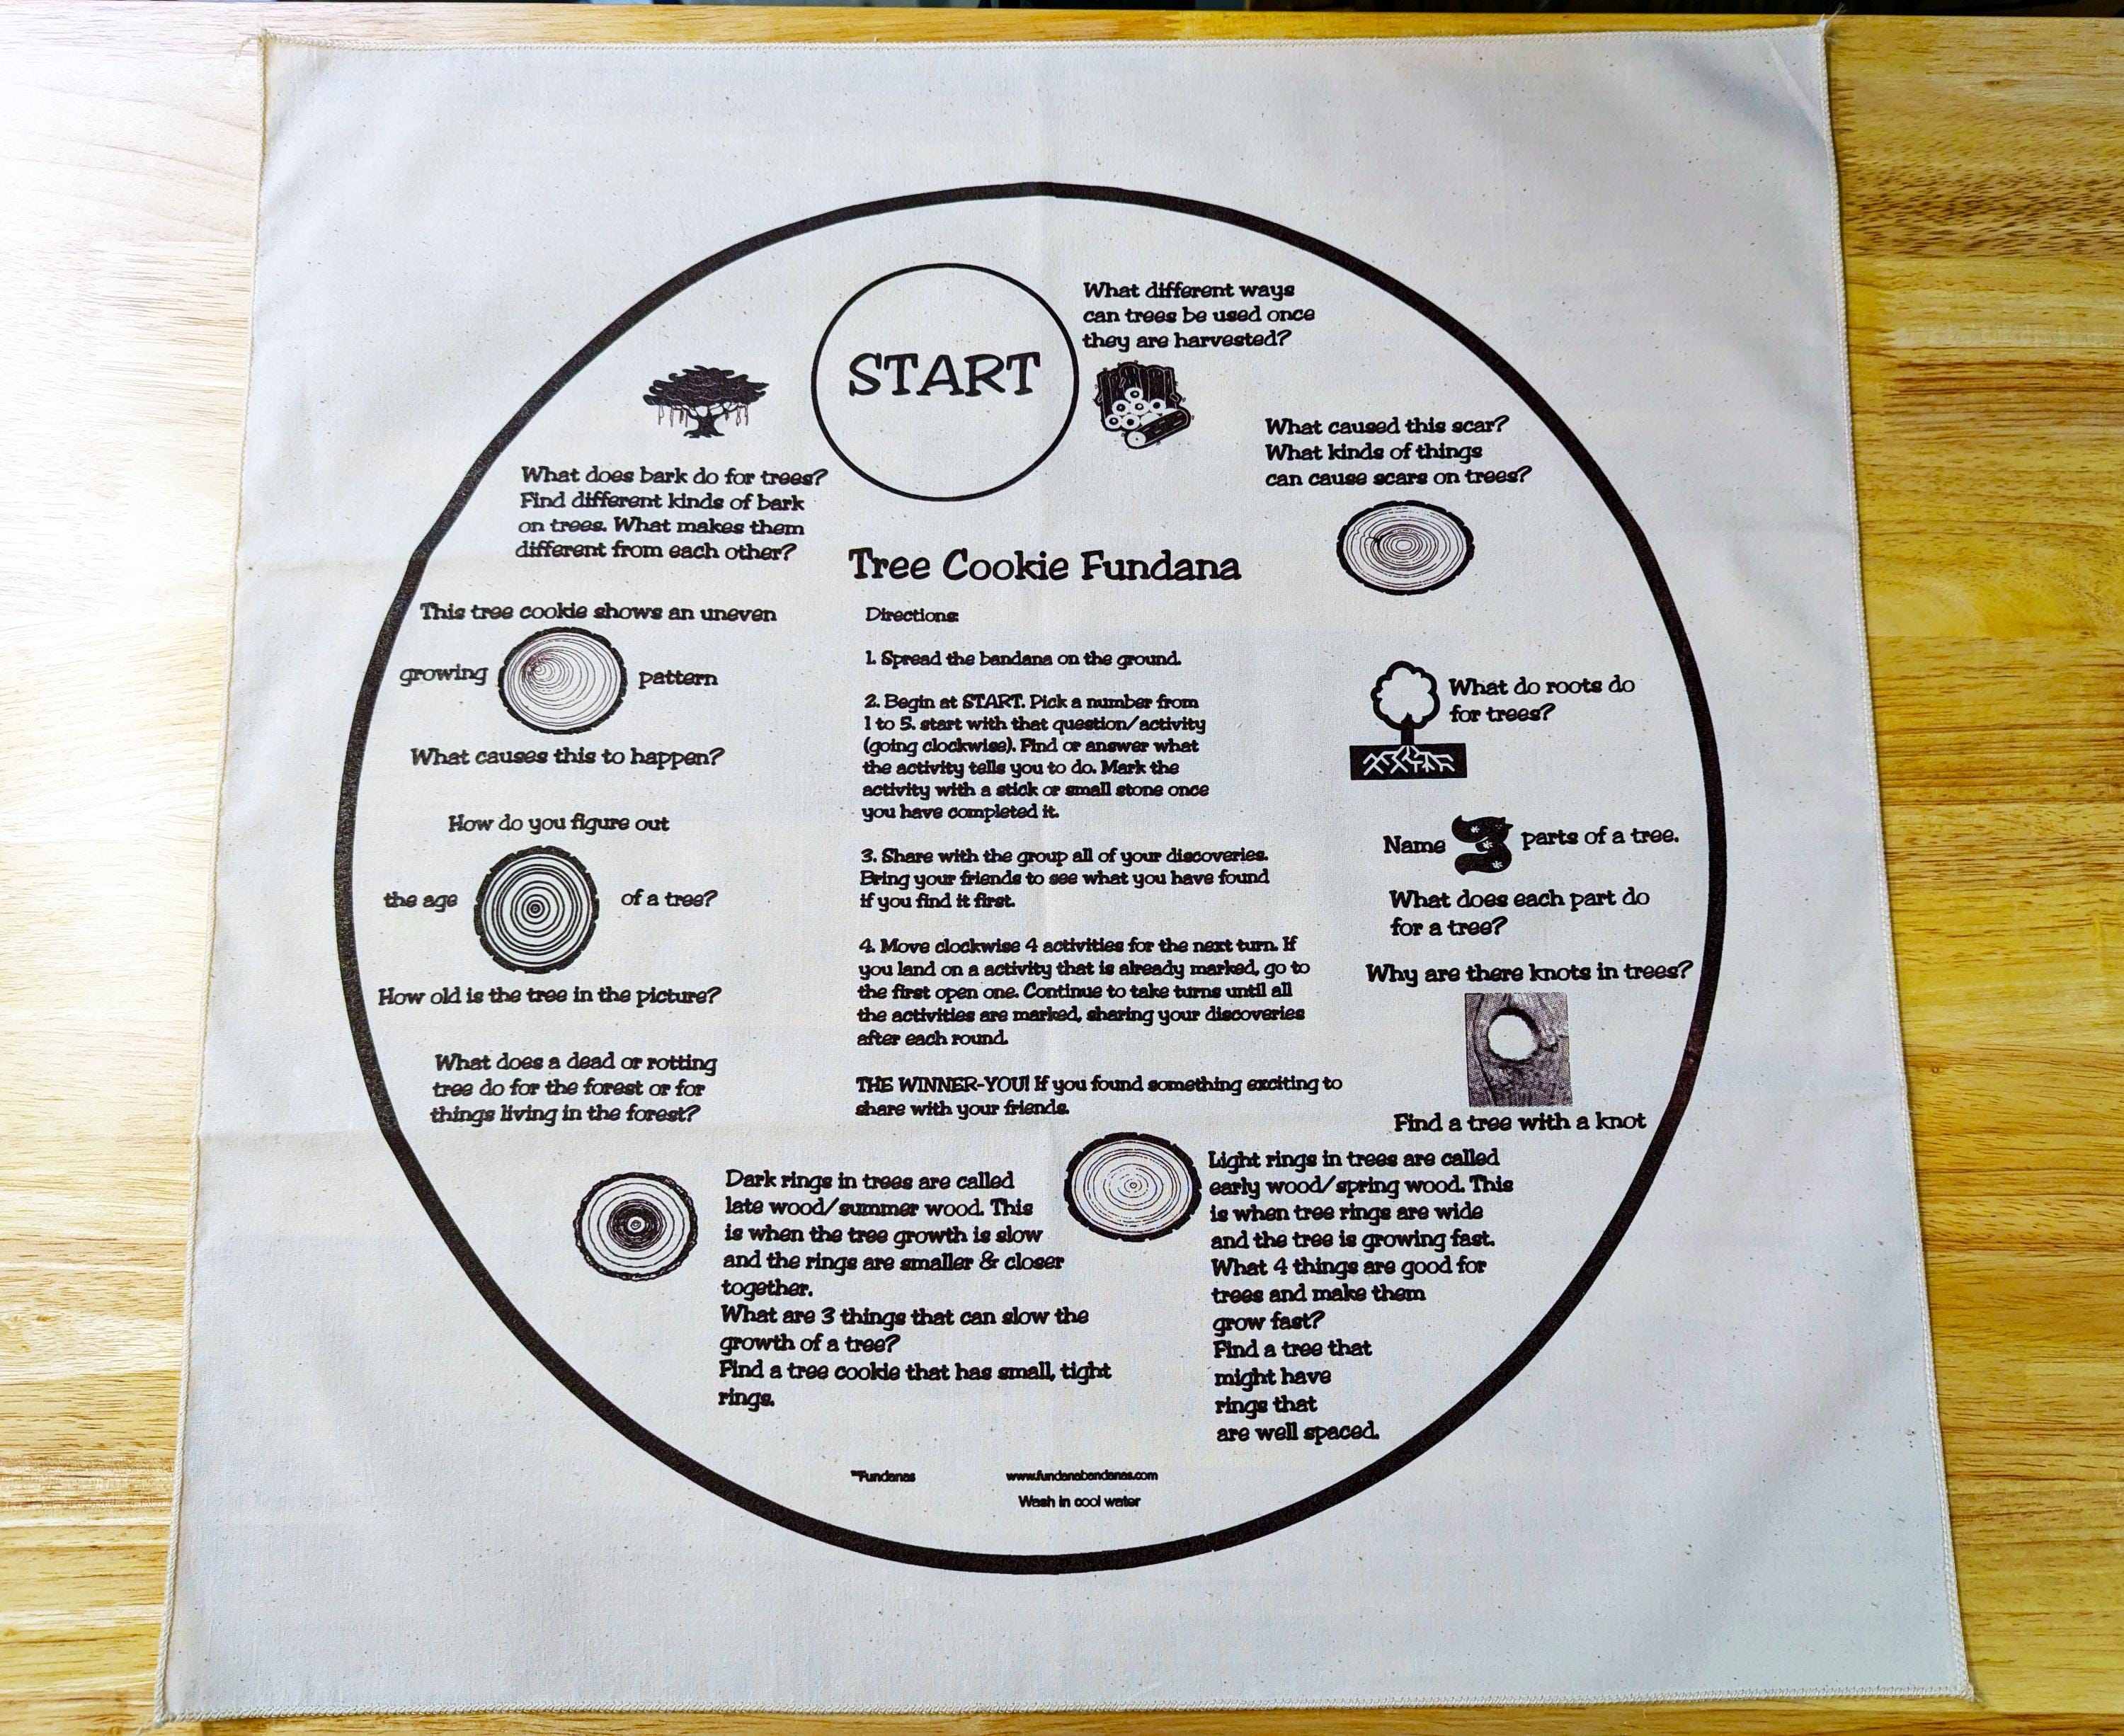 START
What different ways
can trees be used once
they are harvested?
What caused this scar?
What kinds of things
can cause scars on trees?
What do roots do
for trees?
Name 3 parts of a tree.
What does each part do
for a tree?
Why are there knots in trees?
Find a tree with a knot
Light rings in trees are called
early wood/spring wood. This
is when tree rings are wide
and the tree is growing fast.
What 4 things are good for
trees and make them
grow fast?
Find a tree that
might have
rings that
are well spaced.
Dark rings in trees are called
late wood/summer wood. This
is when the tree growth is slow
and the rings are smaller & closer
together.
What are 3 things that can slow the
growth of a tree?
Find a tree cookie that has small, tight
rings.
What does a dead or rotting
tree do for the forest or for
things living in the forest?
How do you figure out
the age of a tree?
How old is the tree in the picture?
This tree cookie shows an uneven
growing pattern
What causes this to happen?
What does bark do for trees?
Find different kinds of bark
on trees. What makes them
different from each other?
Tree Cookie Fundana
Directions:
1. Spread the bandana on the ground.
2. Begin at START. Pick a number from
1 to 5. start with that question/activity
(going clockwise). Find or answer what
the activity tells you to do. Mark the
activity with a stick or small stone once
you have completed it.
3. Share with the group all of your discoveries.
Bring your friends to see what you have found
if you find it first.
4. Move clockwise 4 activities for the next turn. If
you land on a activity that is already marked, go to
the first open one. Continue to take turns until all
the activities are marked, sharing your discoveries
after each round.
THE WINNER-YOU! If you found something exciting to
share with your friends.
™Fundanas
www.fundanabandanas.com
Wash in cool water